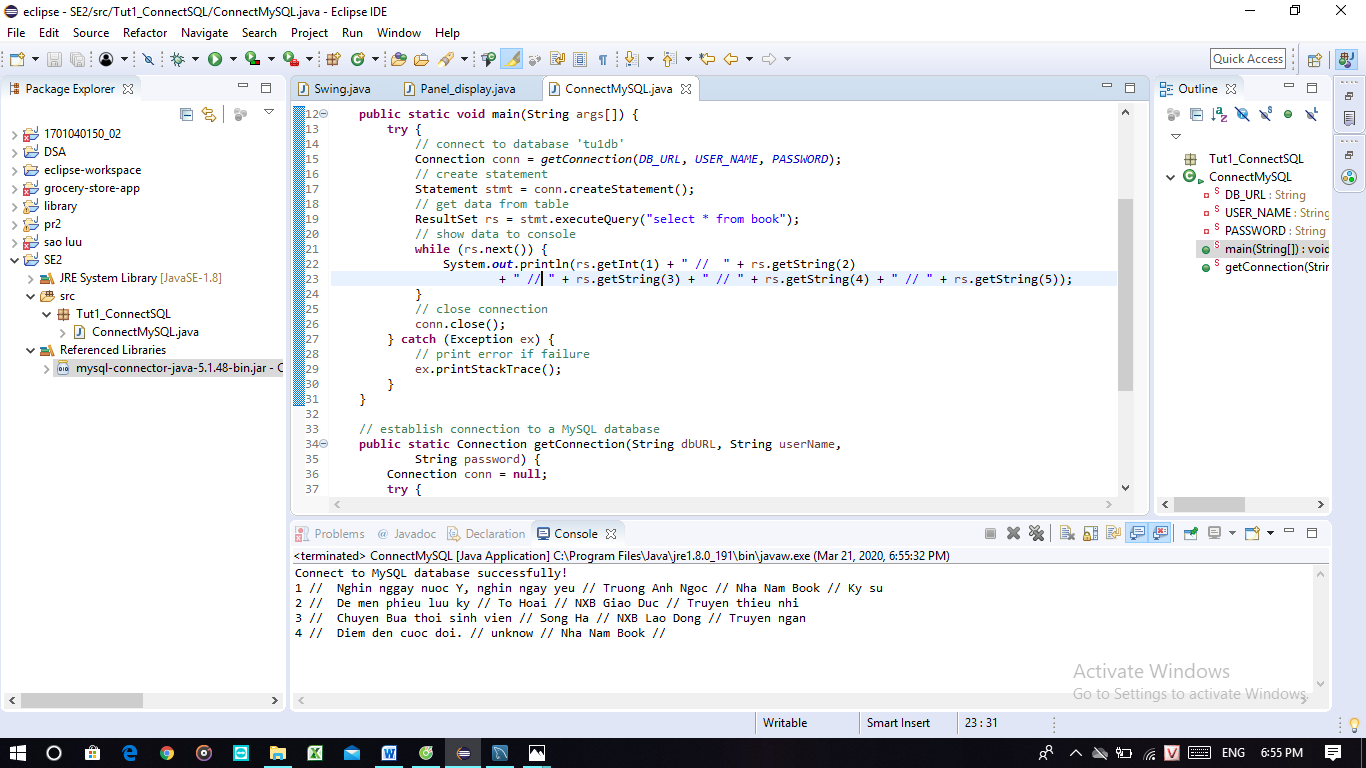 eclipse - SE2/src/Tut1_ConnectSQL/ConnectMySQL.java - Eclipse IDE
File Edit Source Refactor Navigate Search Project Run Window Help
Quick Access
Package Explorer
1701040150_02
DSA
eclipse-workspace
grocery-store-app
library
pr2
sao luu
SE2
JRE System Library [JavaSE-1.8]
src
Tut1_ConnectSQL
ConnectMySQL.java
Referenced Libraries
mysql-connector-java-5.1.48-bin.jar - C
Swing.java Panel_display.java ConnectMySQL.java
12 public static void main(String args[]) {
13 try {
14 // connect to database 'tu1db'
15 Connection conn = getConnection(DB_URL, USER_NAME, PASSWORD);
16 // create statement
17 Statement stmt = conn.createStatement();
18 // get data from table
19 ResultSet rs = stmt.executeQuery("select * from book");
20 // show data to console
21 while (rs.next()) {
22 System.out.println(rs.getInt(1) + " //  " + rs.getString(2)
23 + " // " + rs.getString(3) + " // " + rs.getString(4) + " // " + rs.getString(5));
24 }
25 // close connection
26 conn.close();
27 } catch (Exception ex) {
28 // print error if failure
29 ex.printStackTrace();
30 }
31 }
32
33 // establish connection to a MySQL database
34 public static Connection getConnection(String dbURL, String userName,
35 String password) {
36 Connection conn = null;
37 try {
Outline
Tut1_ConnectSQL
ConnectMySQL
DB_URL : String
USER_NAME : String
PASSWORD : String
main(String[]) : void
getConnection(Strin
Problems @ Javadoc Declaration Console
<terminated> ConnectMySQL [Java Application] C:\Program Files\Java\jre1.8.0_191\bin\javaw.exe (Mar 21, 2020, 6:55:32 PM)
Connect to MySQL database successfully!
1 //  Nghin nggay nuoc Y, nghin ngay yeu // Truong Anh Ngoc // Nha Nam Book // Ky su
2 //  De men phieu luu ky // To Hoai // NXB Giao Duc // Truyen thieu nhi
3 //  Chuyen Bua thoi sinh vien // Song Ha // NXB Lao Dong // Truyen ngan
4 //  Diem den cuoc doi. // unknow // Nha Nam Book //
Activate Windows
Go to Settings to activate Windows.
Writable Smart Insert 23 : 31
ENG 6:55 PM